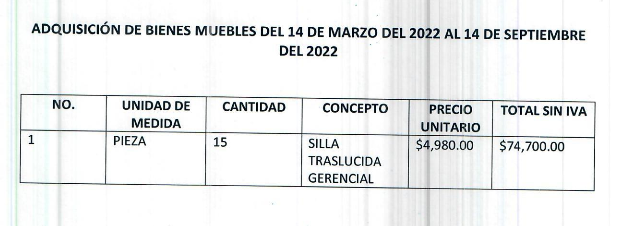 ADQUISICIÓN DE BIENES MUEBLES DEL 14 DE MARZO DEL 2022 AL 14 DE SEPTIEMBRE
DEL 2022
NO. UNIDAD DE MEDIDA CANTIDAD CONCEPTO PRECIO UNITARIO TOTAL SIN IVA
1 PIEZA 15 SILLA TRASLUCIDA GERENCIAL $4,980.00 $74,700.00